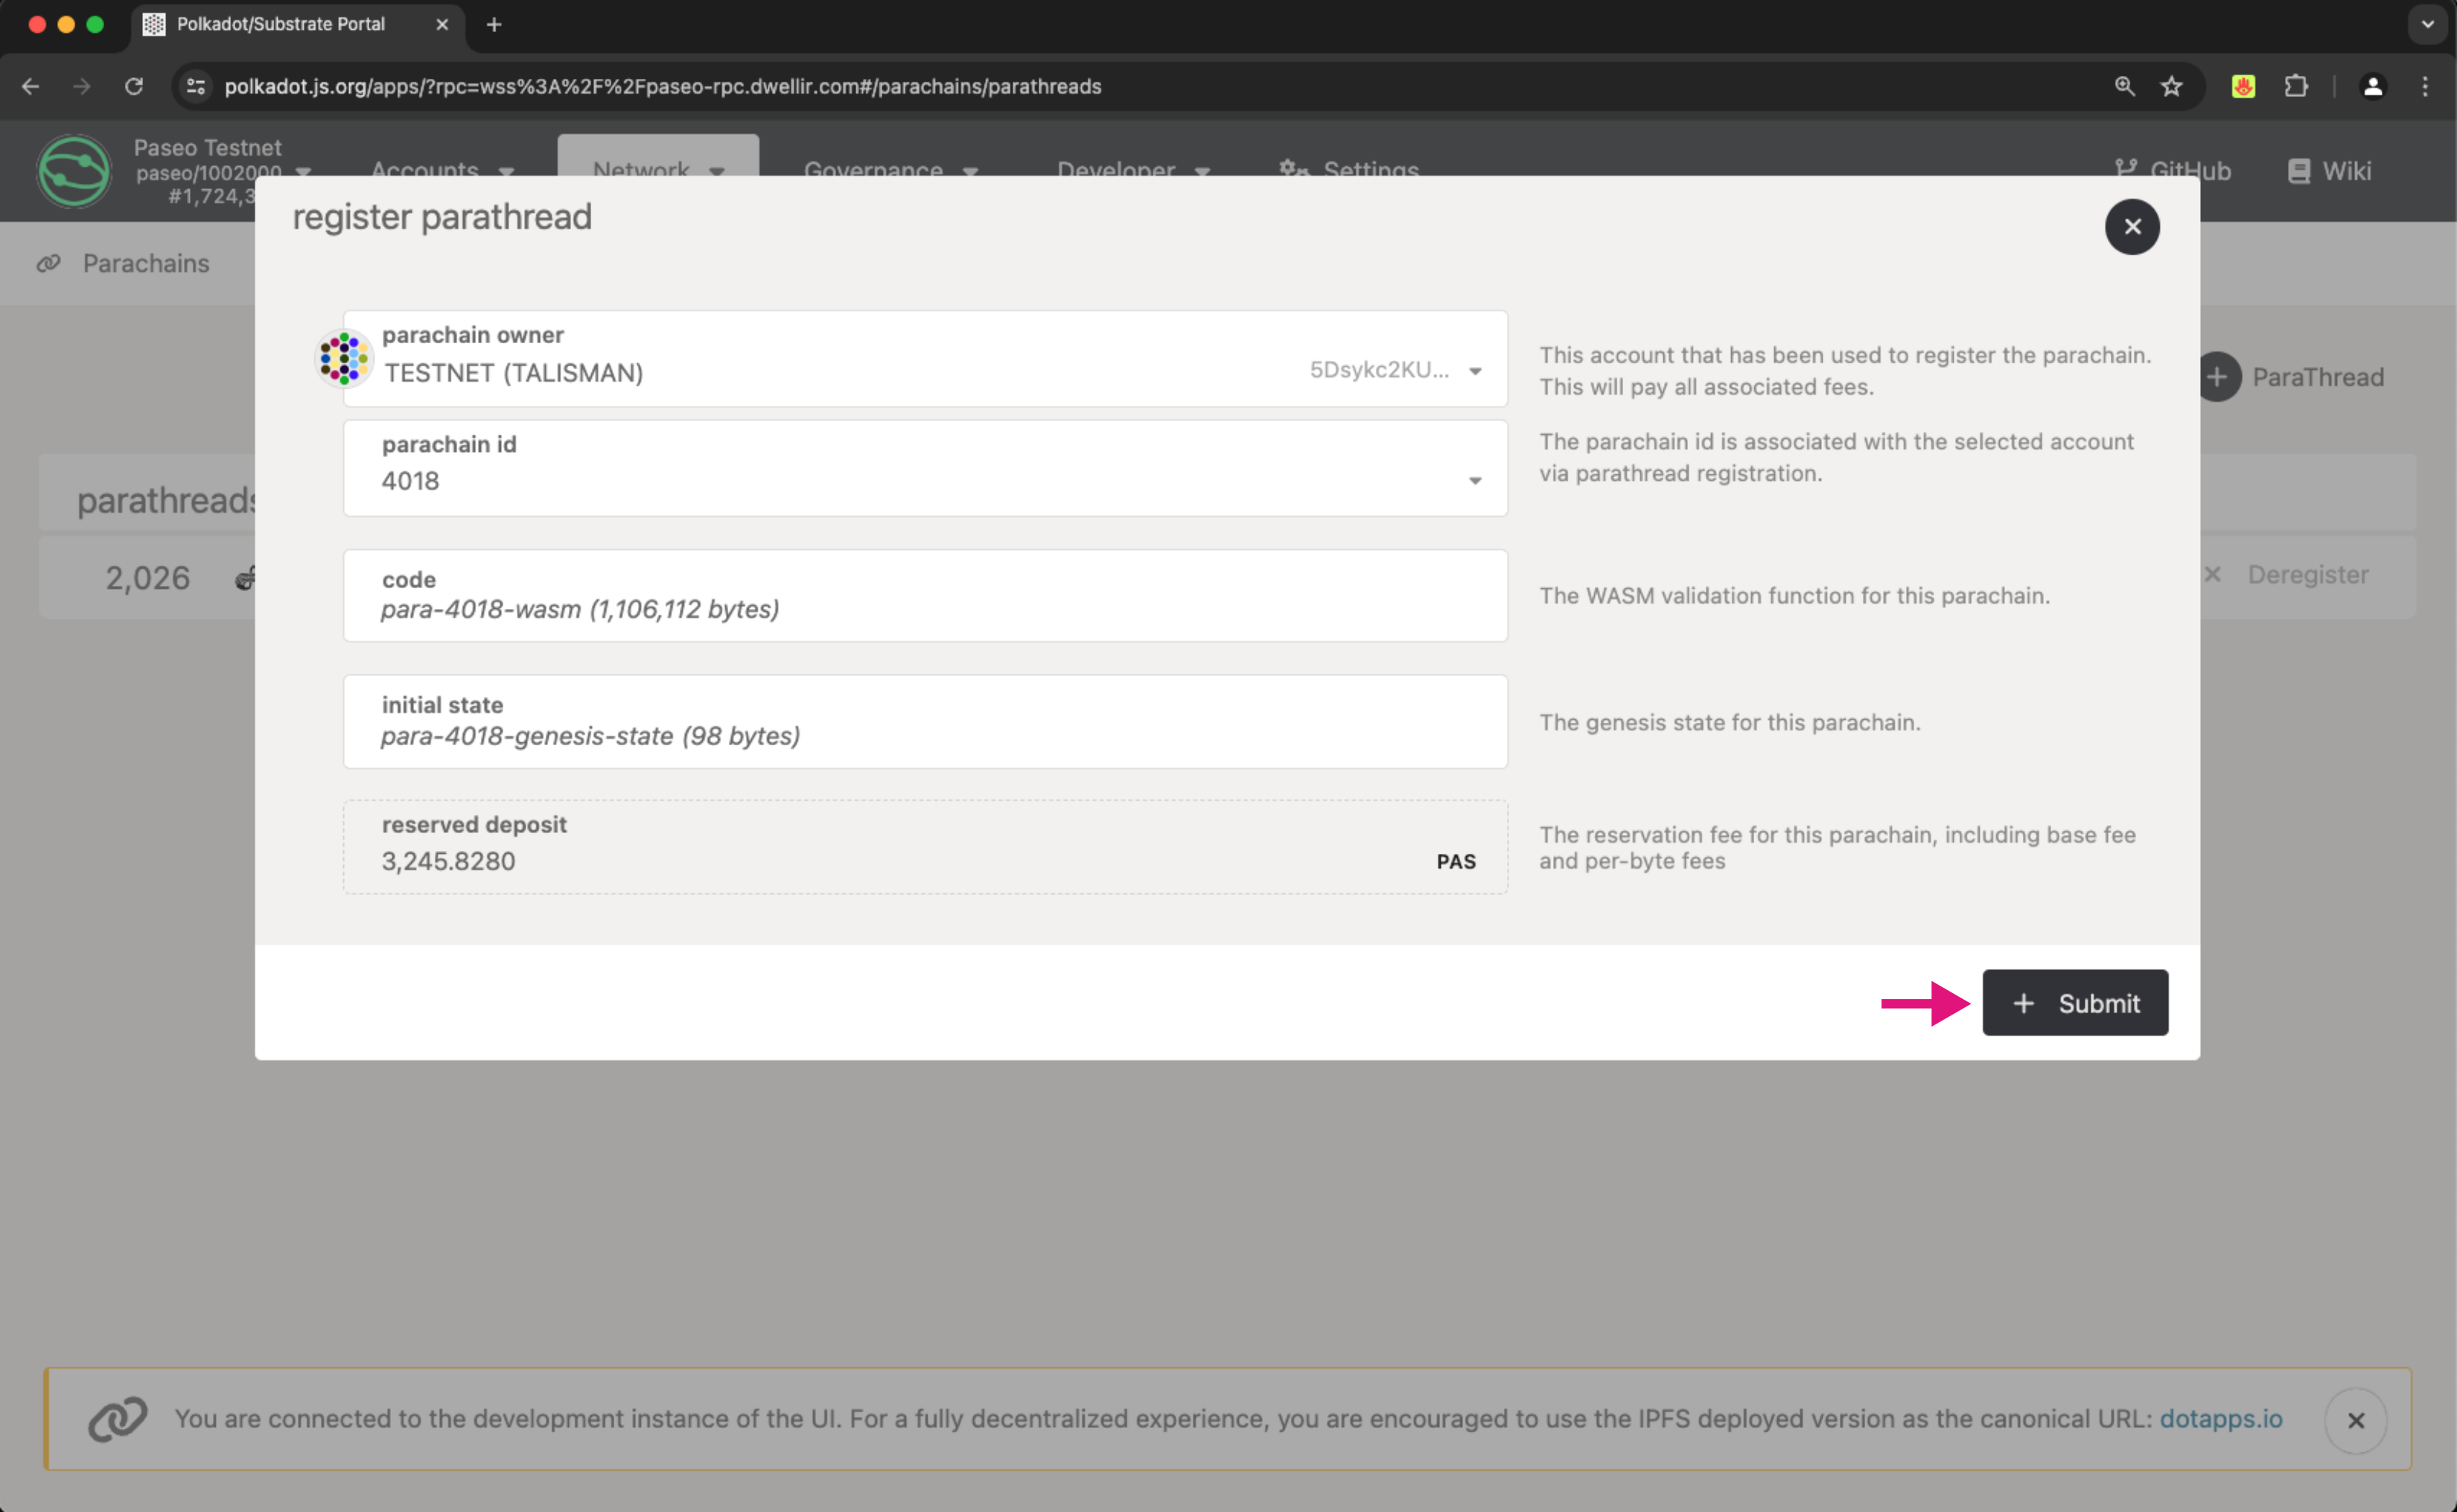 Polkadot/Substrate Portal
polkadot.js.org/apps/?rpc=wss%3A%2F%2Fpaseo-rpc.dwellir.com#/parachains/parathreads
Paseo Testnet
paseo/1002000
#1,724,3
Accounts
Network
Governance
Developer
Settings
GitHub
Wiki
Parachains
register parathread
parachain owner
TESTNET (TALISMAN)
5Dsykc2KU...
This account that has been used to register the parachain.
This will pay all associated fees.
ParaThread
parachain id
4018
The parachain id is associated with the selected account
via parathread registration.
parathreads
2,026
code
para-4018-wasm (1,106,112 bytes)
The WASM validation function for this parachain.
Deregister
initial state
para-4018-genesis-state (98 bytes)
The genesis state for this parachain.
reserved deposit
3,245.8280
PAS
The reservation fee for this parachain, including base fee
and per-byte fees
Submit
You are connected to the development instance of the UI. For a fully decentralized experience, you are encouraged to use the IPFS deployed version as the canonical URL: dotapps.io